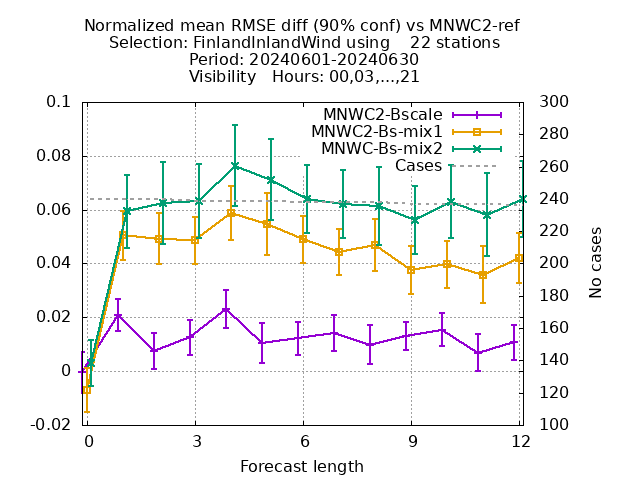 Normalized mean RMSE diff (90% conf) vs MNWC2-ref
Selection: FinlandInlandWind using 22 stations
Period: 20240601-20240630
Visibility Hours: 00,03,...,21
MNWC2-Bscale
MNWC2-Bs-mix1
MNWC-Bs-mix2
Cases
0.1
0.08
0.06
0.04
0.02
0
-0.02
300
280
260
240
220
200
180
160
140
120
100
No cases
0 3 6 9 12
Forecast length